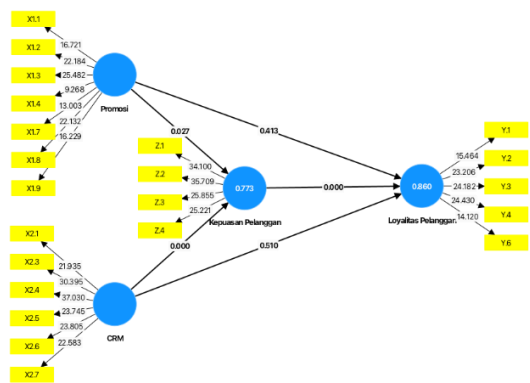 X1.1
X1.2
X1.3
X1.4
X1.7
X1.8
X1.9
16.721
22.184
25.482
9.268
13.003
22.132
16.229
Promosi
0.027
0.413
Z.1
Z.2
Z.3
Z.4
34.100
35.709
25.855
25.221
0.773
Kepuasan Pelanggan
0.000
0.860
Loyalitas Pelanggan
15.464
23.206
24.182
24.430
14.120
Y.1
Y.2
Y.3
Y.4
Y.6
0.000
0.510
X2.1
X2.3
X2.4
X2.5
X2.6
X2.7
21.935
30.395
37.030
23.745
23.805
22.583
CRM